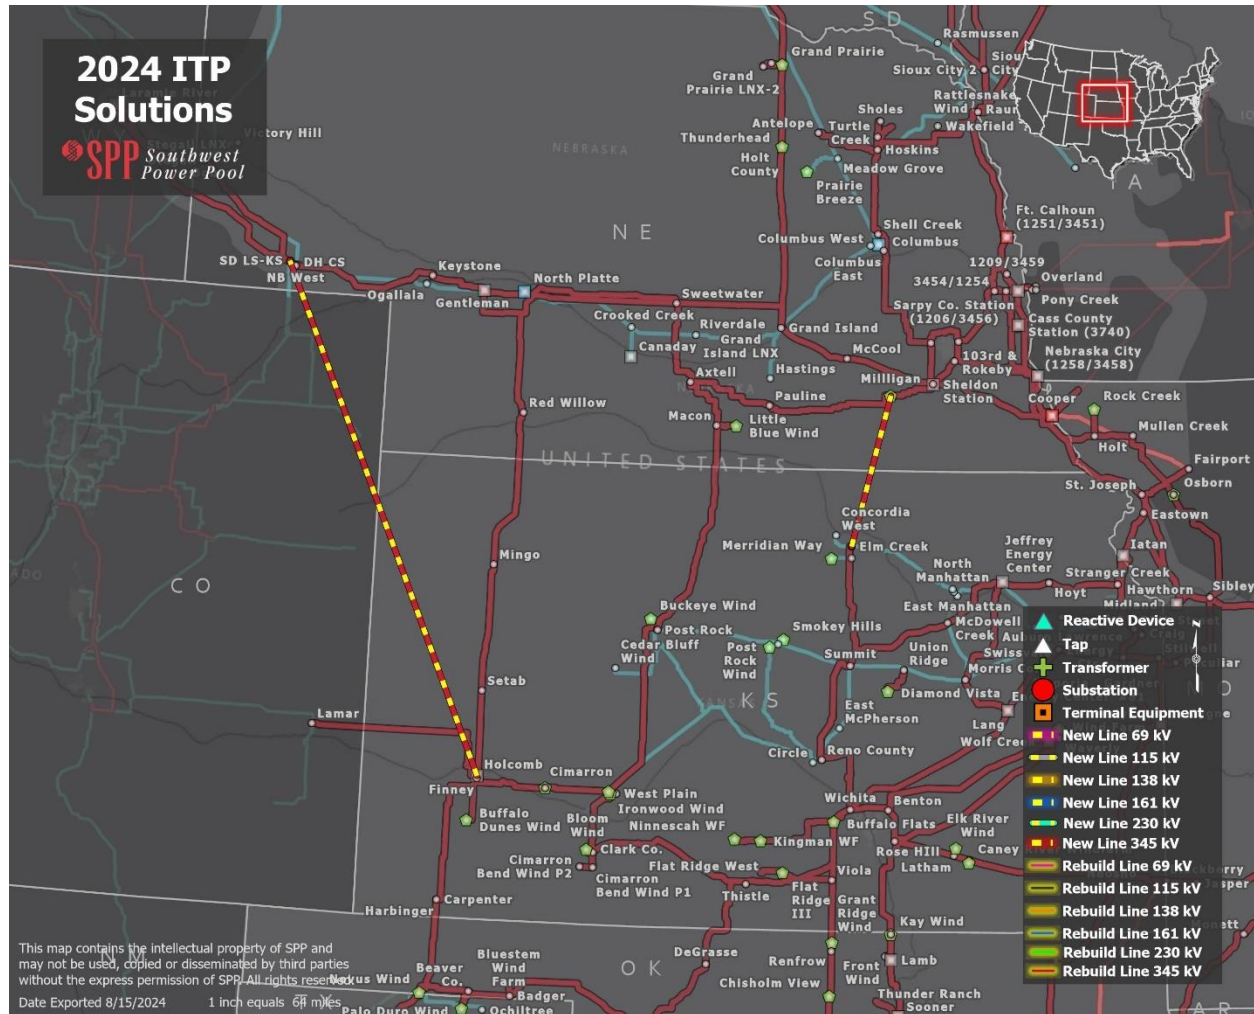 2024 ITP
Solutions
SPP Southwest
Power Pool
Victory Hill
NEBRASKA
SD
NE
CO
KS
OK
NM
IA
UNITED STATES
Grand Prairie
Grand
Prairie LNX-2
Rasmussen
Sioux City 2
Rattlesnake
Wind
Wakefield
Sholes
Antelope
Turtle
Creek
Hoskins
Thunderhead
Holt
County
Meadow Grove
Prairie
Breeze
Ft. Calhoun
(1251/3451)
Shell Creek
Columbus West
Columbus
Columbus
East
1209/3459
3454/1254
Overland
Pony Creek
Sarpy Co. Station
(1206/3456)
Cass County
Station (3740)
SD LS-KS
DH CS
NB West
Keystone
Ogallala
Gentleman
North Platte
Sweetwater
Crooked Creek
Riverdale
Grand
Island LNX
Grand Island
Canaday
McCool
Hastings
103rd &
Rokeby
Nebraska City
(1258/3458)
Axtell
Millligan
Sheldon
Station
Cooper
Rock Creek
Red Willow
Macon
Pauline
Little
Blue Wind
Mullen Creek
Holt
Fairport
St. Joseph
Osborn
Eastown
Concordia
West
Merridian Way
Elm Creek
Jeffrey
Energy
Center
Iatan
North
Manhattan
Stranger Creek
Hoyt
Hawthorn
Sibley
Midland
Mingo
East Manhattan
Buckeye Wind
Post Rock
Cedar Bluff
Wind
Smokey Hills
McDowell
Creek
Post
Rock
Wind
Summit
Union
Ridge
Diamond Vista
Lang
Wolf Creek
Setab
East
McPherson
Circle
Reno County
Lamar
Holcomb
Finney
Cimarron
West Plain
Ironwood Wind
Buffalo
Dunes Wind
Bloom
Wind
Ninnescah WF
Wichita
Benton
Buffalo Flats
Elk River
Wind
Clark Co.
Kingman WF
Rose HIll
Caney
Latham
Cimarron
Bend Wind P2
Cimarron
Bend Wind P1
Flat Ridge West
Viola
Thistle
Flat
Ridge
III
Grant
Ridge
Wind
Carpenter
Harbinger
Kay Wind
DeGrasse
Renfrow
Front
Wind
Lamb
Chisholm View
Thunder Ranch
Sooner
Beaver
Co.
Bluestem
Wind
Farm
Badger
Palo Duro Wind
Ochiltree
Reactive Device
Tap
Transformer
Substation
Terminal Equipment
New Line 69 kV
New Line 115 kV
New Line 138 kV
New Line 161 kV
New Line 230 kV
New Line 345 kV
Rebuild Line 69 kV
Rebuild Line 115 kV
Rebuild Line 138 kV
Rebuild Line 161 kV
Rebuild Line 230 kV
Rebuild Line 345 kV
This map contains the intellectual property of SPP and
may not be used, copied or disseminated by third parties
without the express permission of SPP. All rights reserved.
Date Exported 8/15/2024
1 inch equals 64 miles